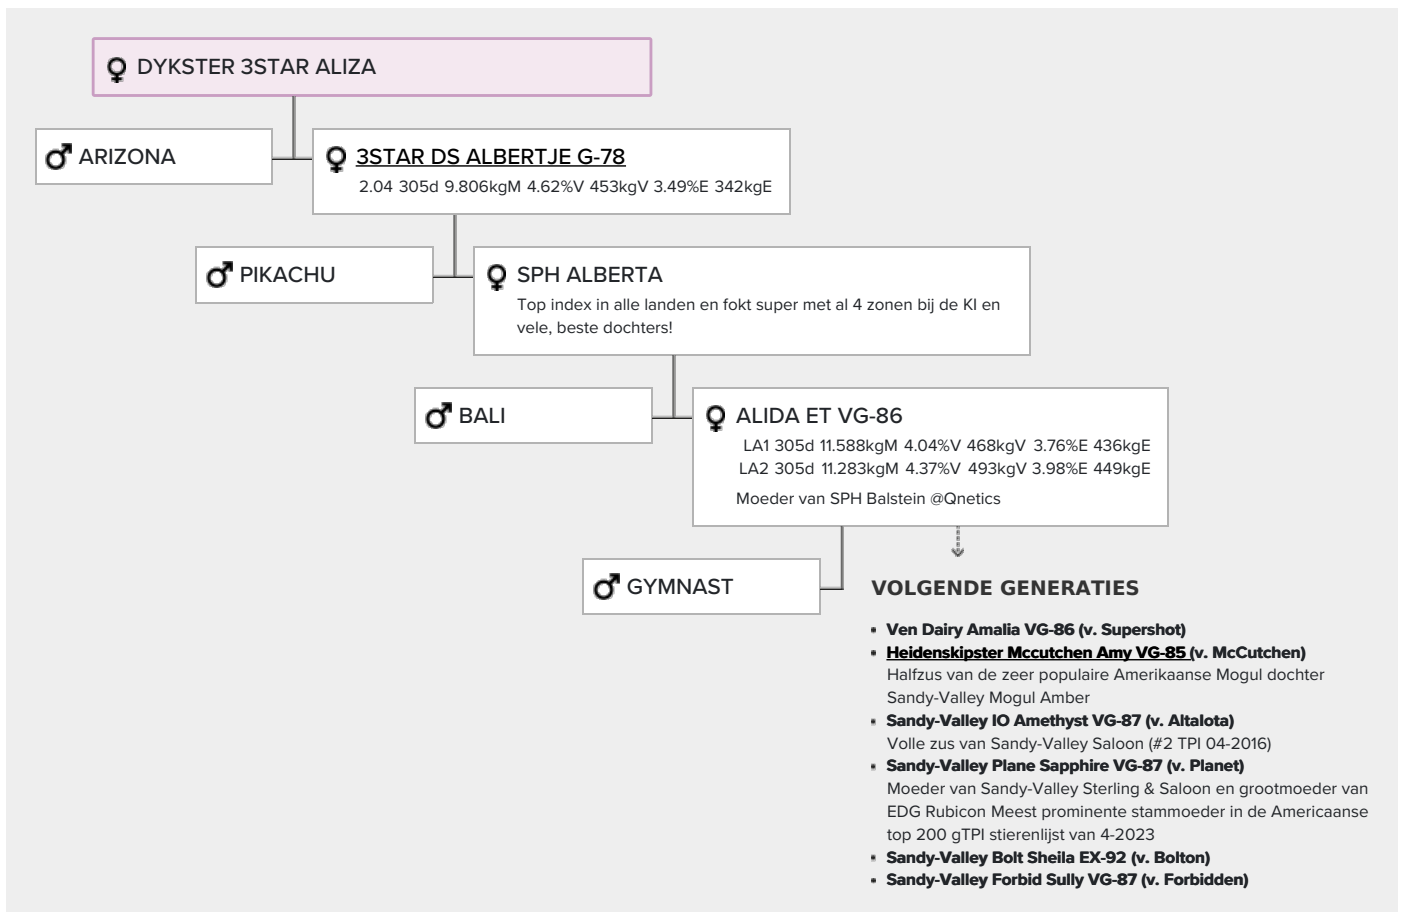 DYKSTER 3STAR ALIZA
ARIZONA
3STAR DS ALBERTJE G-78
2.04 305d 9.806kgM 4.62%V 453kgV 3.49%E 342kgE
PIKACHU
SPH ALBERTA
Top index in alle landen en fokt super met al 4 zonen bij de KI en
vele, beste dochters!
BALI
ALIDA ET VG-86
LA1 305d 11.588kgM 4.04%V 468kgV 3.76%E 436kgE
LA2 305d 11.283kgM 4.37%V 493kgV 3.98%E 449kgE
Moeder van SPH Balstein @Qnetics
GYMNAST
VOLGENDE GENERATIES
Ven Dairy Amalia VG-86 (v. Supershot)
Heidenskipster Mccutchen Amy VG-85 (v. McCutchen)
Halfzus van de zeer populaire Amerikaanse Mogul dochter
Sandy-Valley Mogul Amber
Sandy-Valley IO Amethyst VG-87 (v. AltaIota)
Volle zus van Sandy-Valley Saloon (#2 TPI 04-2016)
Sandy-Valley Plane Sapphire VG-87 (v. Planet)
Moeder van Sandy-Valley Sterling & Saloon en grootmoeder van
EDG Rubicon Meest prominente stammoeder in de Americaanse
top 200 gTPI stierenlijst van 4-2023
Sandy-Valley Bolt Sheila EX-92 (v. Bolton)
Sandy-Valley Forbid Sully VG-87 (v. Forbidden)